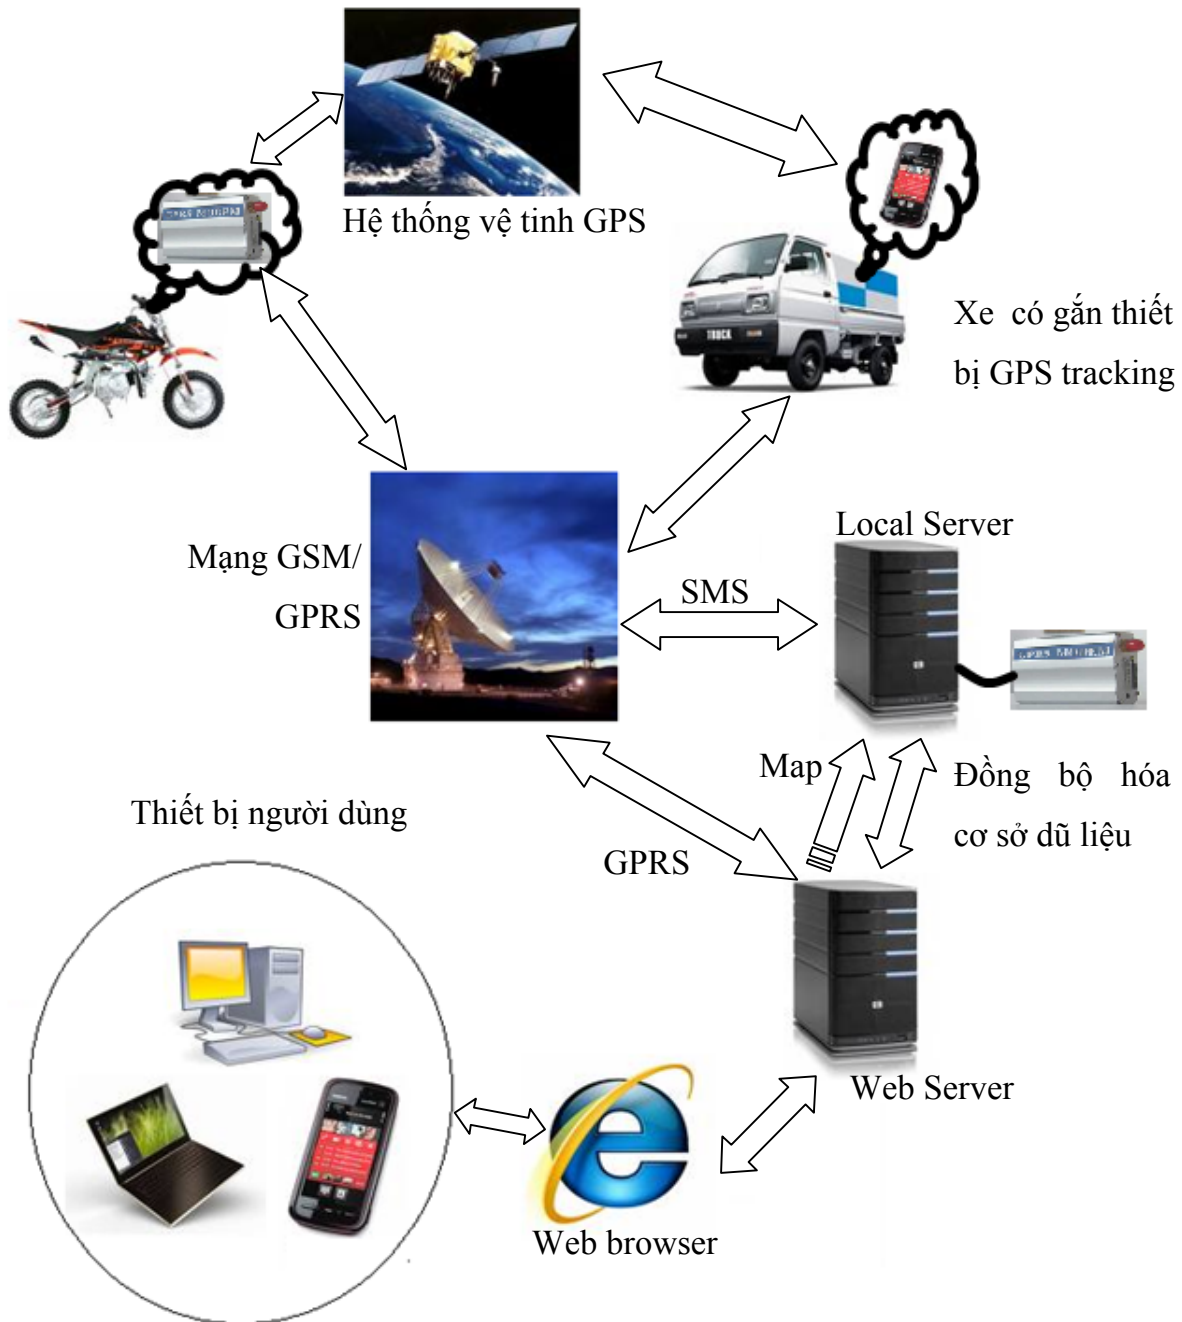 Hệ thống vệ tinh GPS
TRUCK
Xe có gắn thiết
bị GPS tracking
Local Server
Mạng GSM/
GPRS
SMS
Map
Đồng bộ hóa
cơ sở dũ liệu
Thiết bị người dùng
GPRS
Web Server
Web browser